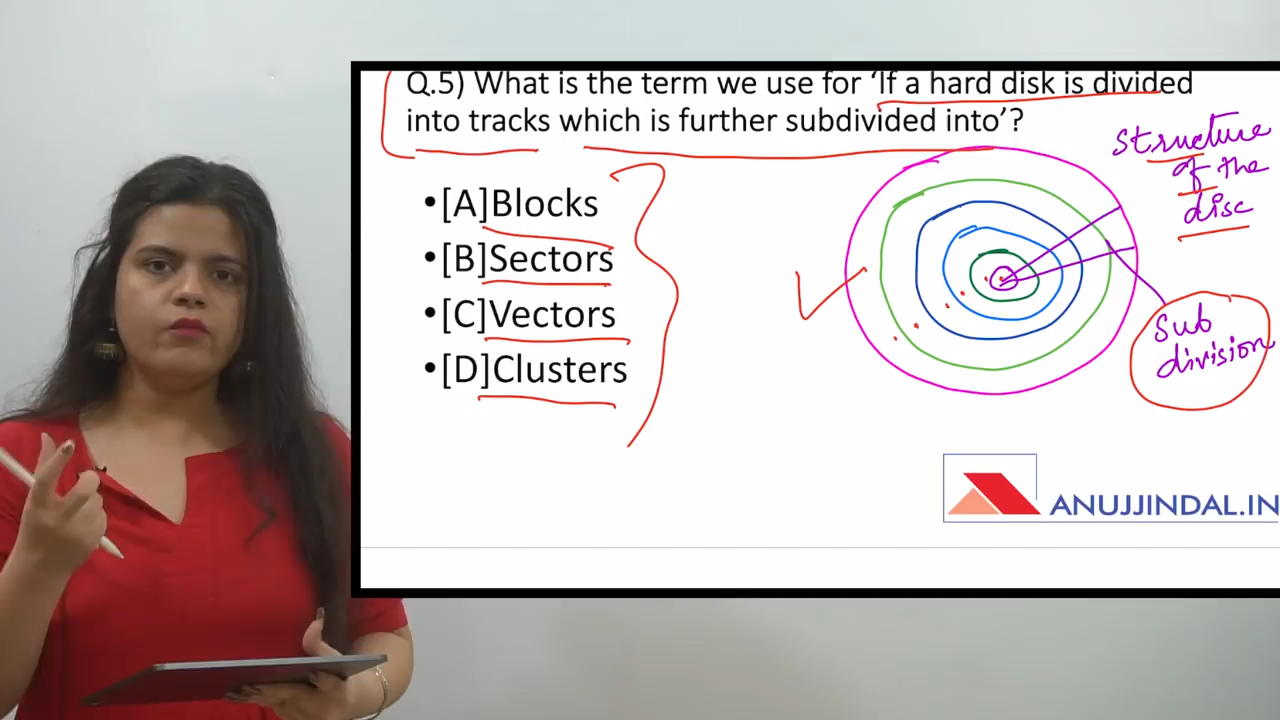 Q.5) What is the term we use for ‘If a hard disk is divided
into tracks which is further subdivided into’?
•[A]Blocks
•[B]Sectors
•[C]Vectors
•[D]Clusters
structure
of the
disc
Sub
division
ANUJJINDAL.IN